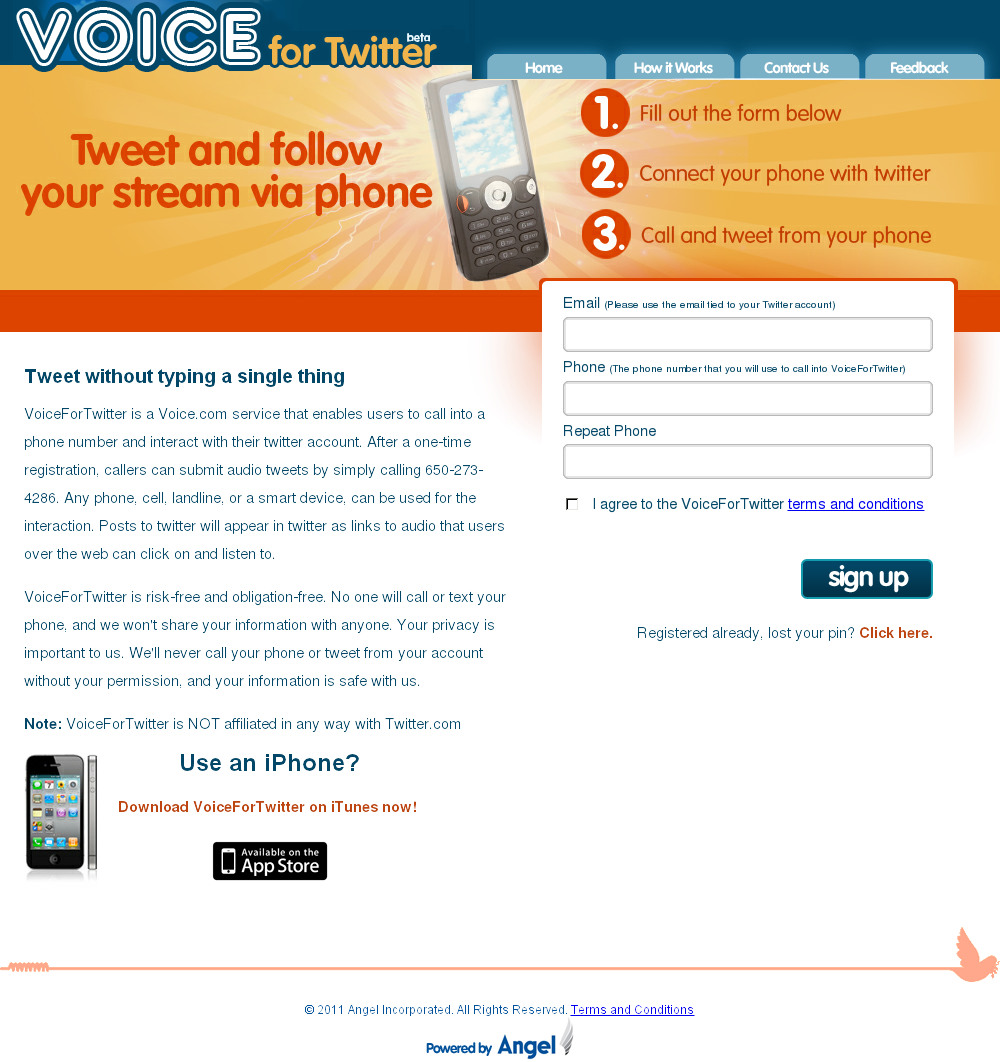 VOICE for Twitter beta
Home How it Works Contact Us Feedback
Tweet and follow
your stream via phone
1. Fill out the form below
2. Connect your phone with twitter
3. Call and tweet from your phone
Email (Please use the email tied to your Twitter account)
Phone (The phone number that you will use to call into VoiceForTwitter)
Repeat Phone
I agree to the VoiceForTwitter terms and conditions
sign up
Registered already, lost your pin? Click here.
Tweet without typing a single thing
VoiceForTwitter is a Voice.com service that enables users to call into a
phone number and interact with their twitter account. After a one-time
registration, callers can submit audio tweets by simply calling 650-273-
4286. Any phone, cell, landline, or a smart device, can be used for the
interaction. Posts to twitter will appear in twitter as links to audio that users
over the web can click on and listen to.
VoiceForTwitter is risk-free and obligation-free. No one will call or text your
phone, and we won't share your information with anyone. Your privacy is
important to us. We'll never call your phone or tweet from your account
without your permission, and your information is safe with us.
Note: VoiceForTwitter is NOT affiliated in any way with Twitter.com
Use an iPhone?
Download VoiceForTwitter on iTunes now!
Available on the
App Store
© 2011 Angel Incorporated. All Rights Reserved. Terms and Conditions
Powered by Angel